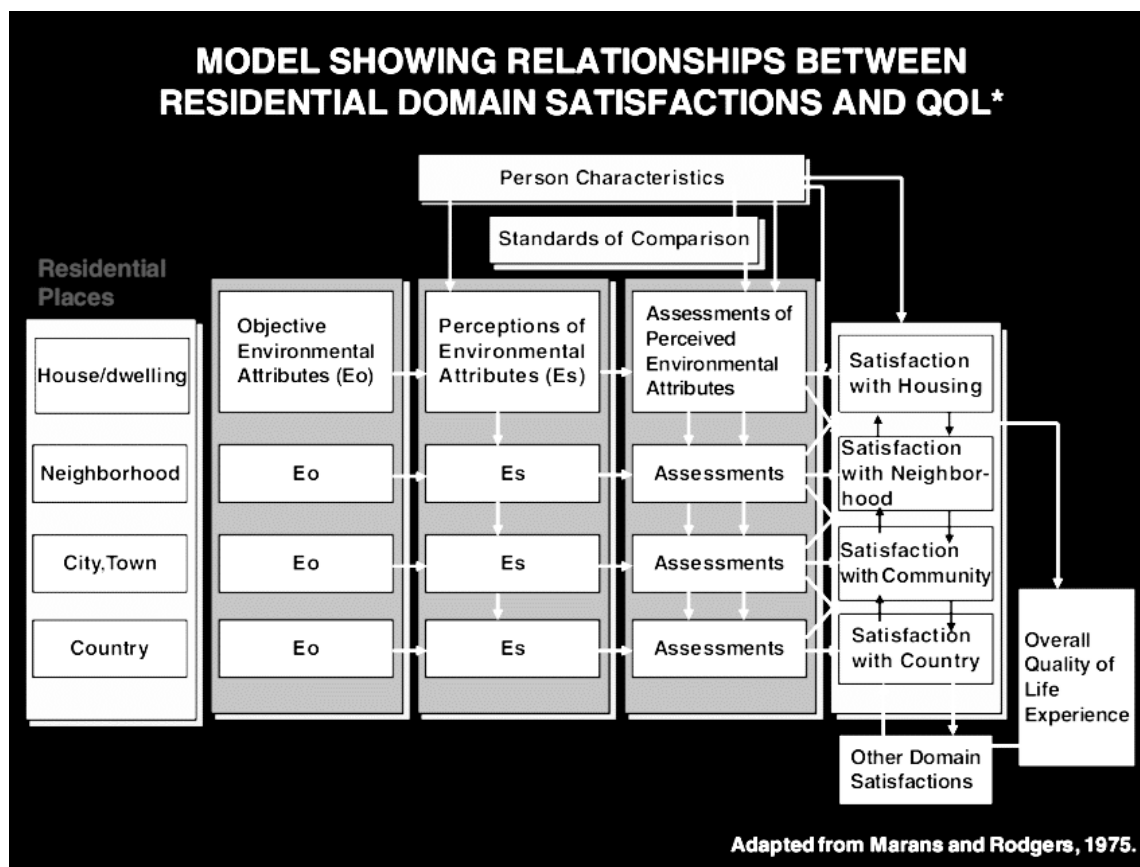 MODEL SHOWING RELATIONSHIPS BETWEEN
RESIDENTIAL DOMAIN SATISFACTIONS AND QOL*
Person Characteristics
Standards of Comparison
Residential
Places
House/dwelling
Neighborhood
City,Town
Country
Objective
Environmental
Attributes (Eo)
Eo
Eo
Eo
Perceptions of
Environmental
Attributes (Es)
Es
Es
Es
Assessments of
Perceived
Environmental
Attributes
Assessments
Assessments
Assessments
Satisfaction
with Housing
Satisfaction
with Neighbor-
hood
Satisfaction
with Community
Satisfaction
with Country
Other Domain
Satisfactions
Overall
Quality of
Life
Experience
Adapted from Marans and Rodgers, 1975.